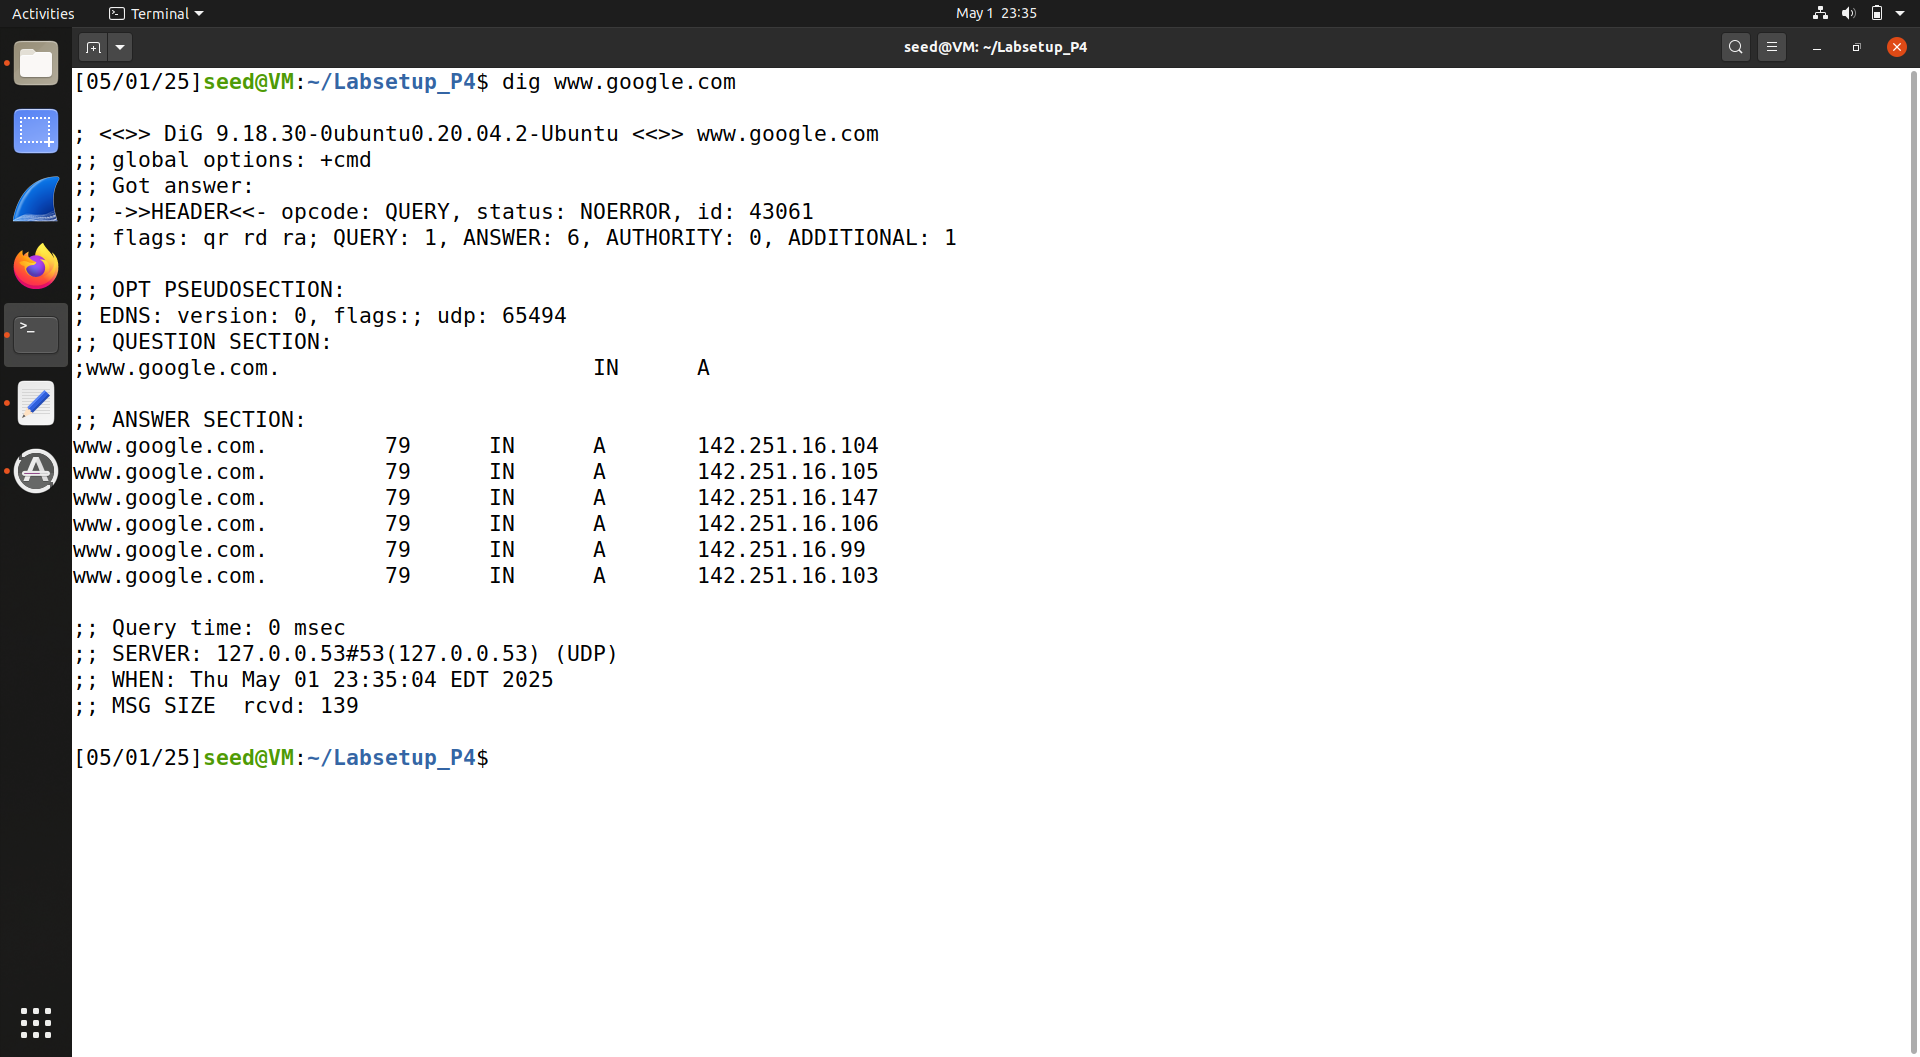 Activities Terminal May 1 23:35
seed@VM: ~/Labsetup_P4
[05/01/25]seed@VM:~/Labsetup_P4$ dig www.google.com
; <<>> DiG 9.18.30-0ubuntu0.20.04.2-Ubuntu <<>> www.google.com
;; global options: +cmd
;; Got answer:
;; ->>HEADER<<- opcode: QUERY, status: NOERROR, id: 43061
;; flags: qr rd ra; QUERY: 1, ANSWER: 6, AUTHORITY: 0, ADDITIONAL: 1
;; OPT PSEUDOSECTION:
; EDNS: version: 0, flags:; udp: 65494
;; QUESTION SECTION:
;www.google.com. IN A
;; ANSWER SECTION:
www.google.com. 79 IN A 142.251.16.104
www.google.com. 79 IN A 142.251.16.105
www.google.com. 79 IN A 142.251.16.147
www.google.com. 79 IN A 142.251.16.106
www.google.com. 79 IN A 142.251.16.99
www.google.com. 79 IN A 142.251.16.103
;; Query time: 0 msec
;; SERVER: 127.0.0.53#53(127.0.0.53) (UDP)
;; WHEN: Thu May 01 23:35:04 EDT 2025
;; MSG SIZE  rcvd: 139
[05/01/25]seed@VM:~/Labsetup_P4$